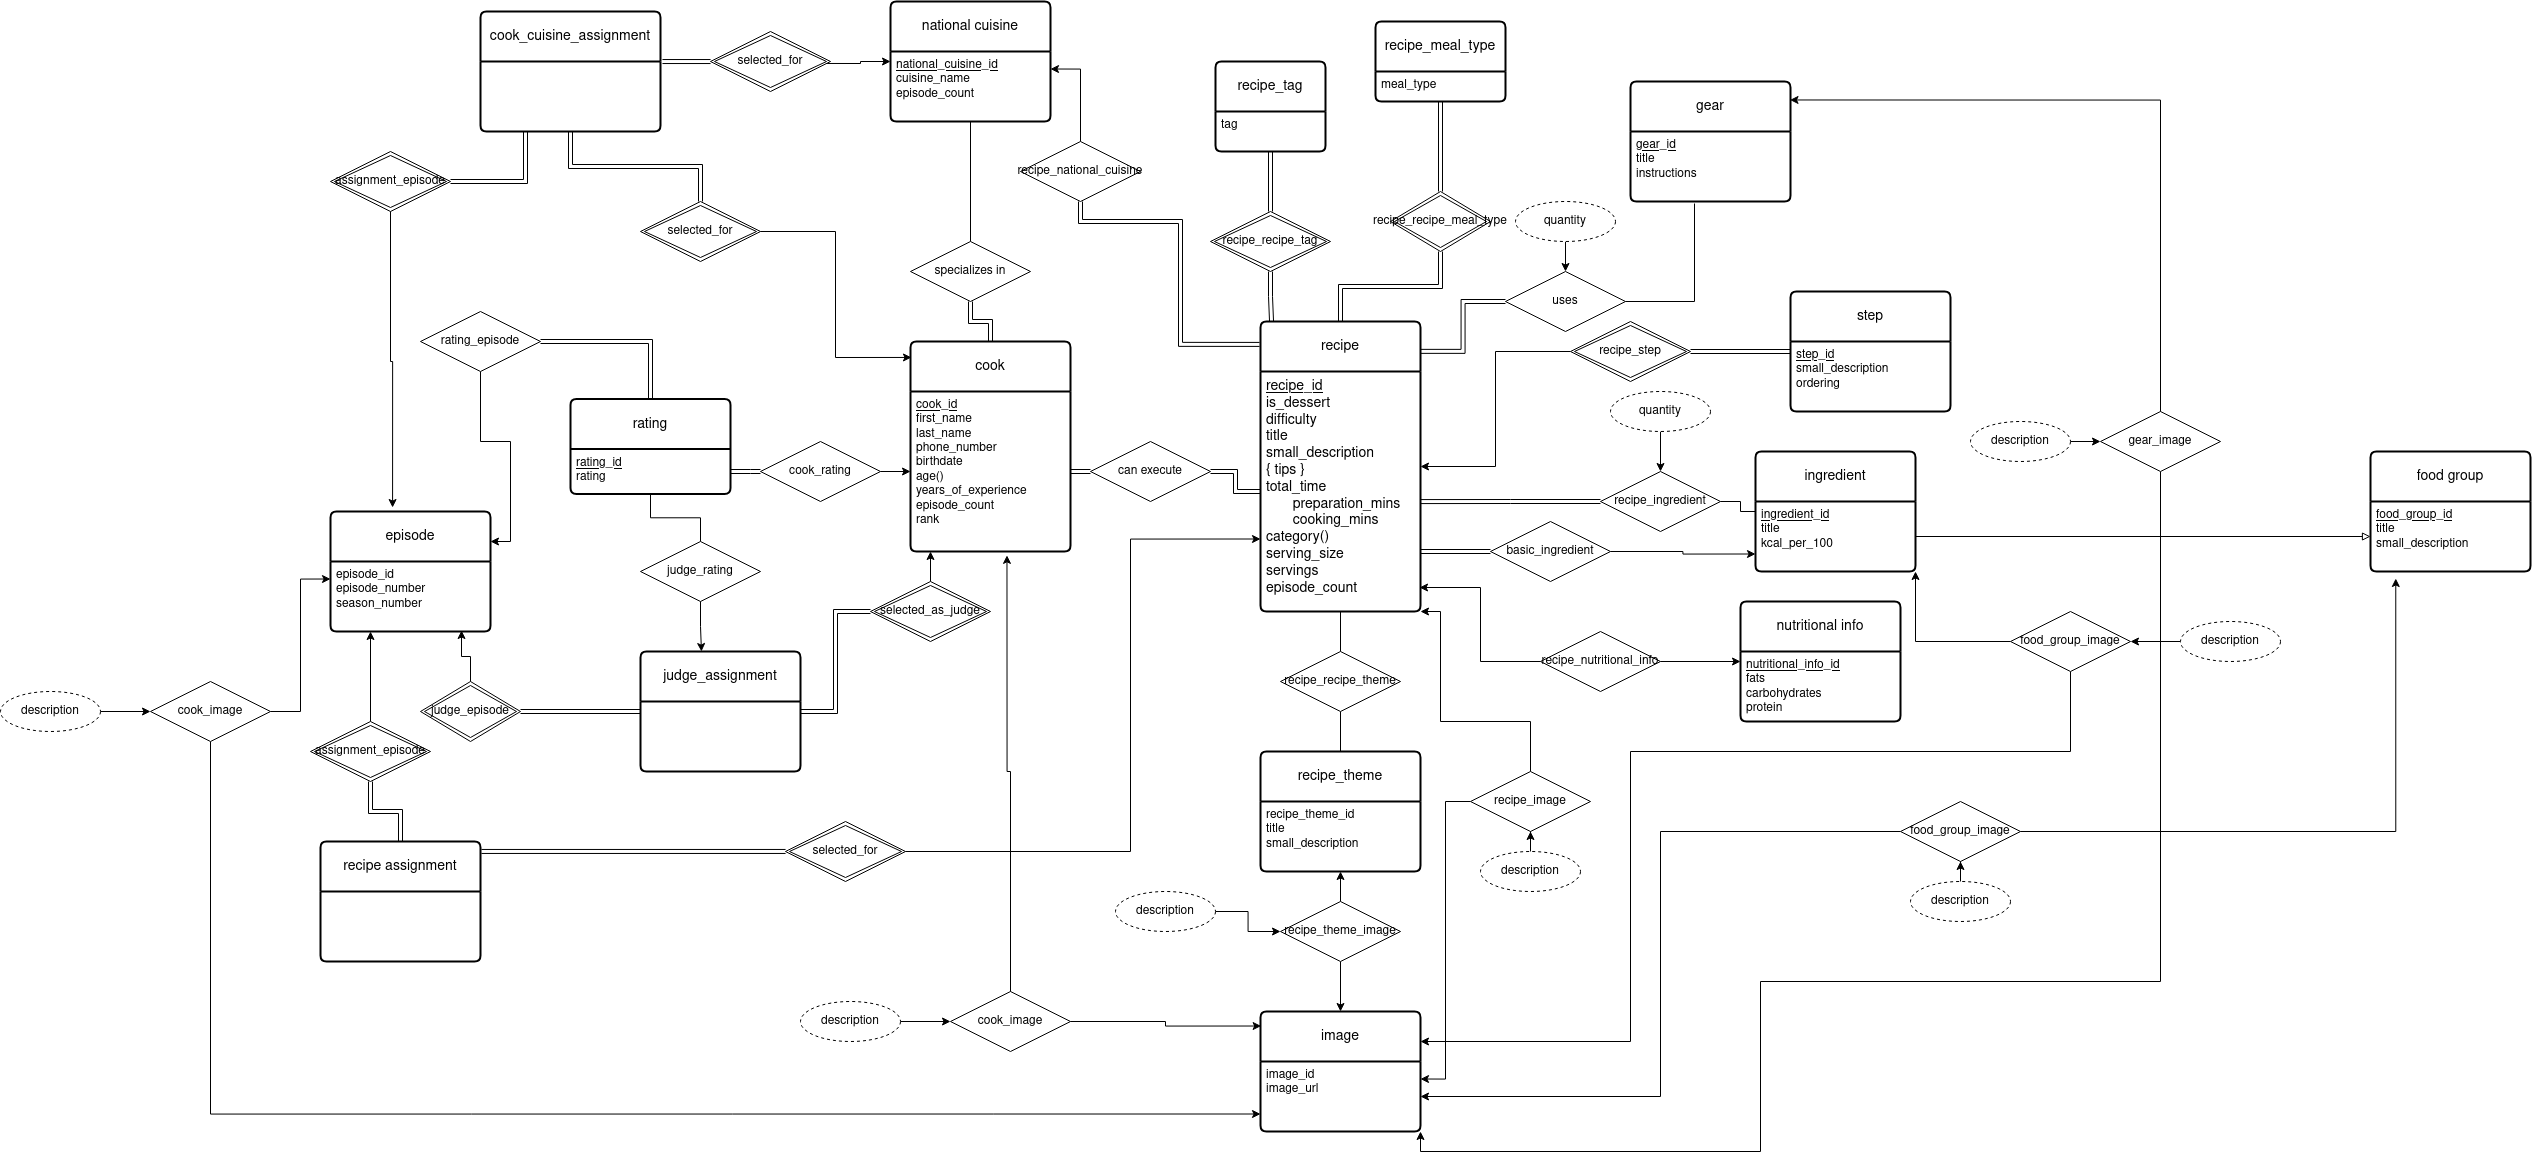 cook_cuisine_assignment
selected_for
national cuisine
national_cuisine_id
cuisine_name
episode_count
recipe_meal_type
meal_type
recipe_tag
tag
gear
gear_id
title
instructions
assignment_episode
selected_for
recipe_national_cuisine
specializes in
recipe_recipe_tag
recipe_recipe_meal_type
quantity
uses
step
step_id
small_description
ordering
recipe_step
rating_episode
rating
rating_id
rating
cook_rating
cook
cook_id
first_name
last_name
phone_number
birthdate
age()
years_of_experience
episode_count
rank
can execute
recipe
recipe_id
is_dessert
difficulty
title
small_description
{ tips }
total_time
preparation_mins
cooking_mins
category()
serving_size
servings
episode_count
quantity
recipe_ingredient
basic_ingredient
ingredient
ingredient_id
title
kcal_per_100
description
gear_image
food group
food_group_id
title
small_description
episode
episode_id
episode_number
season_number
judge_rating
selected_as_judge
judge_assignment
judge_episode
description
cook_image
assignment_episode
recipe assignment
selected_for
recipe_nutritional_info
nutritional info
nutritional_info_id
fats
carbohydrates
protein
food_group_image
description
recipe_recipe_theme
recipe_theme
recipe_theme_id
title
small_description
recipe_image
description
food_group_image
description
description
recipe_theme_image
description
cook_image
image
image_id
image_url